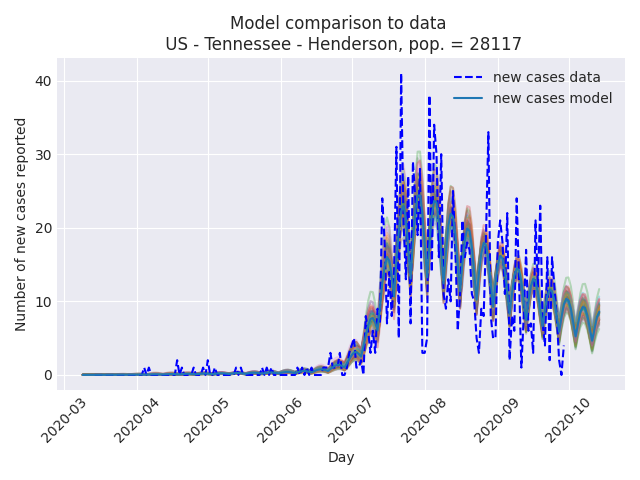 Model comparison to data
US - Tennessee - Henderson, pop. = 28117
Number of new cases reported
40
30
20
10
0
new cases data
new cases model
2020-03
2020-04
2020-05
2020-06
2020-07
2020-08
2020-09
2020-10
Day